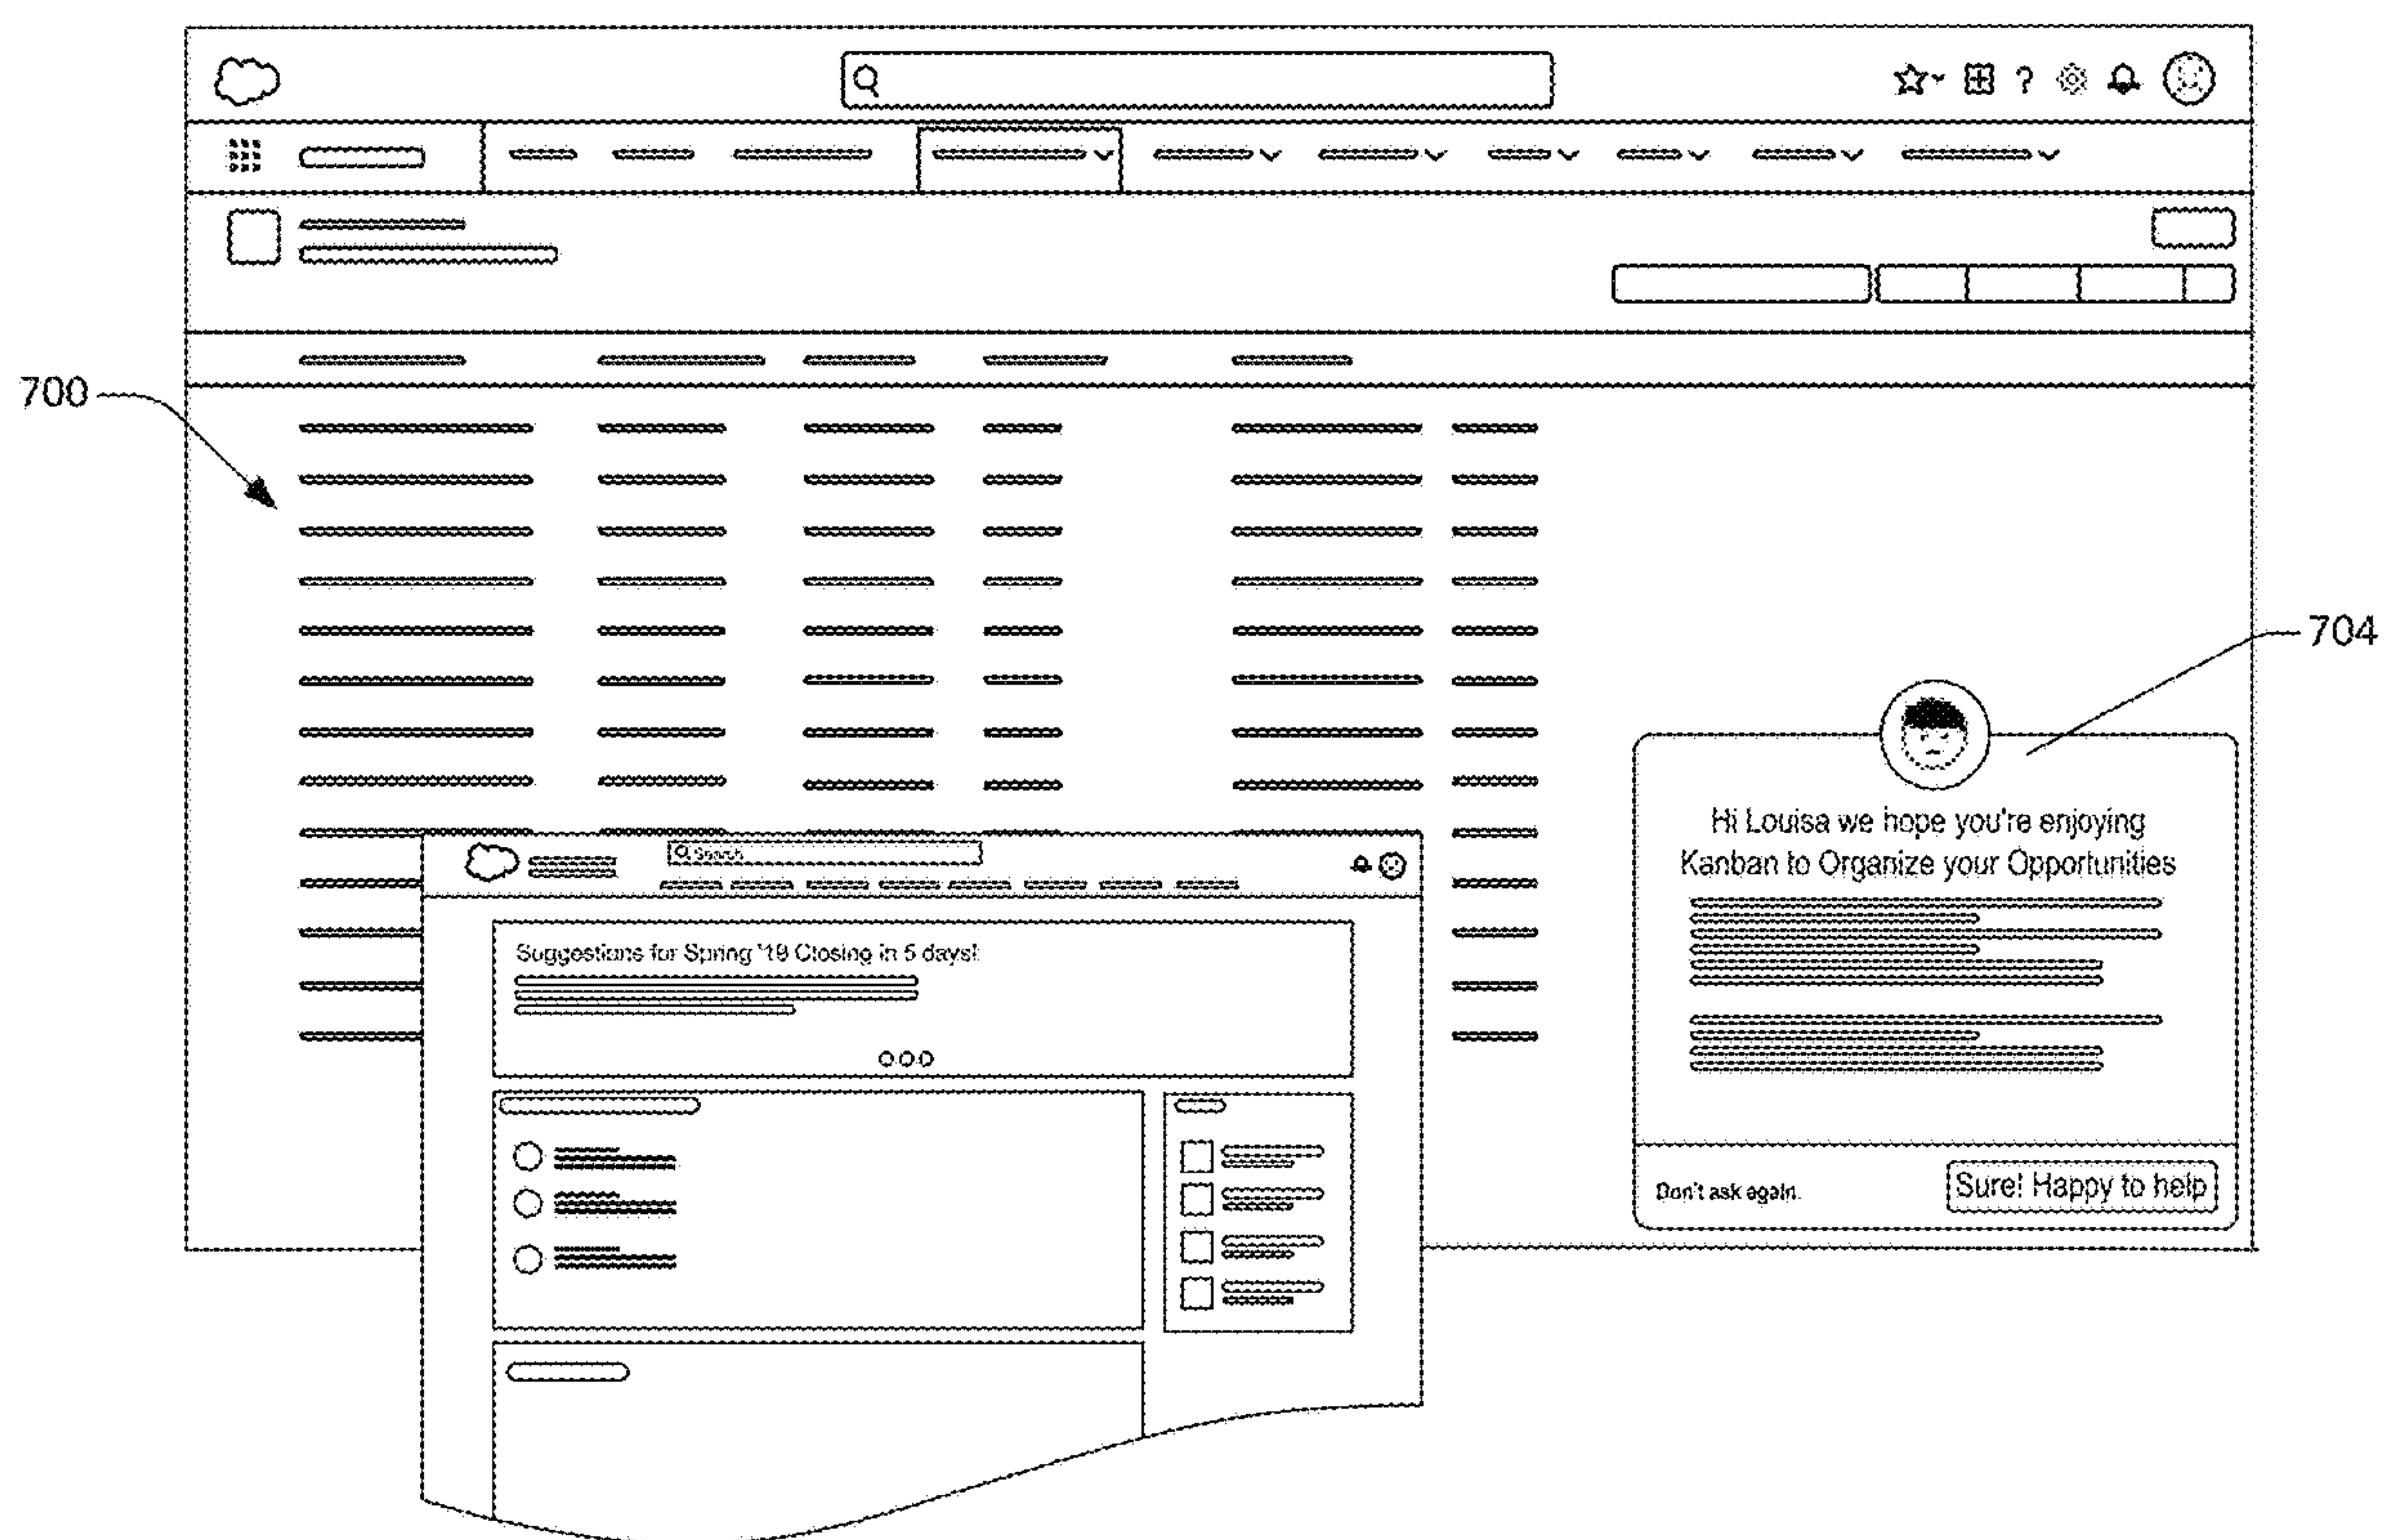 700
704
Hi Louisa we hope you're enjoying
Kanban to Organize your Opportunities
Search
Suggestions for Spring '19 Closing in 5 days!
Don't ask again.
Sure! Happy to help